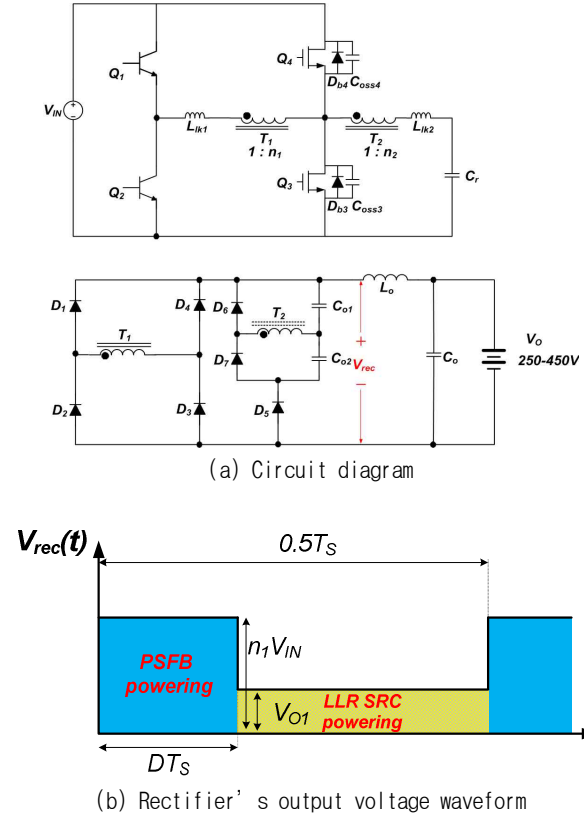 Q1
Q4
Db4 Coss4
VIN
+
−
Llk1
T1
1 : n1
T2
1 : n2
Llk2
Q2
Q3
Db3 Coss3
Cr
D1
D4
D6
T2
Co1
Lo
T1
D7
Co2
+
Vrec
−
Co
VO
250-450V
D2
D3
D5
(a) Circuit diagram
Vrec(t)
0.5TS
PSFB
powering
n1VIN
VO1
LLR SRC
powering
DTS
(b) Rectifier's output voltage waveform